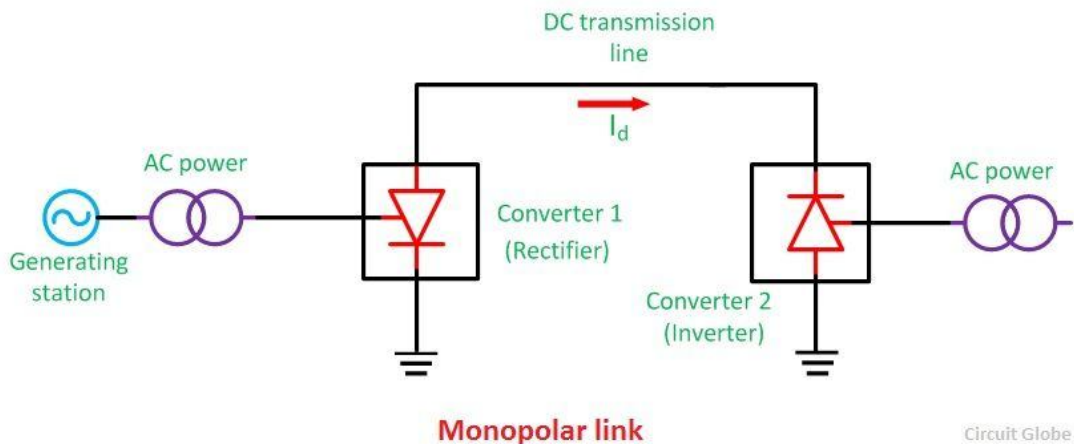 DC transmission
line
I_d
AC power
AC power
Converter 1
(Rectifier)
Generating
station
Converter 2
(Inverter)
Monopolar link
Circuit Globe